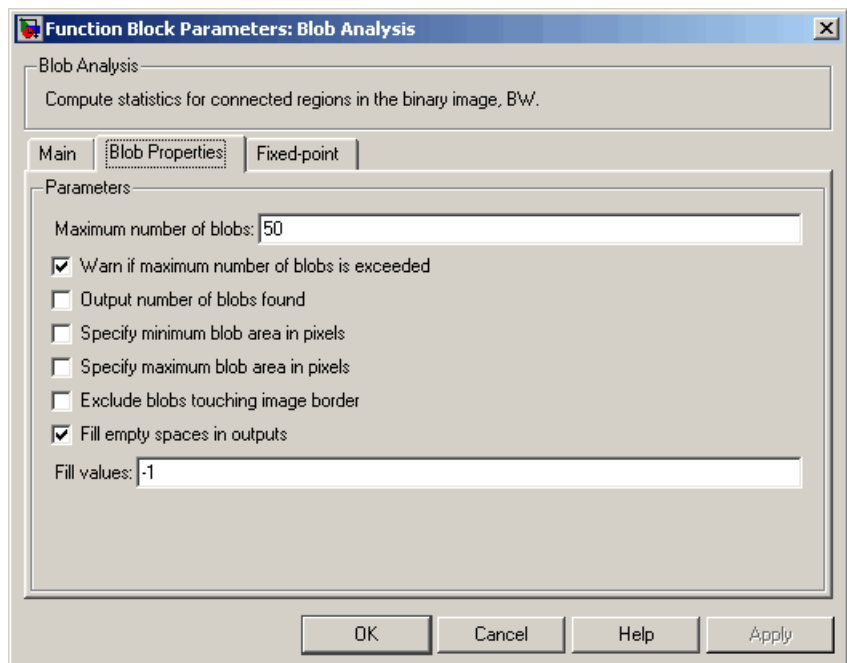 Function Block Parameters: Blob Analysis
Blob Analysis
Compute statistics for connected regions in the binary image, BW.
Main Blob Properties Fixed-point
Parameters
Maximum number of blobs: 50
Warn if maximum number of blobs is exceeded
Output number of blobs found
Specify minimum blob area in pixels
Specify maximum blob area in pixels
Exclude blobs touching image border
Fill empty spaces in outputs
Fill values: -1
OK Cancel Help Apply